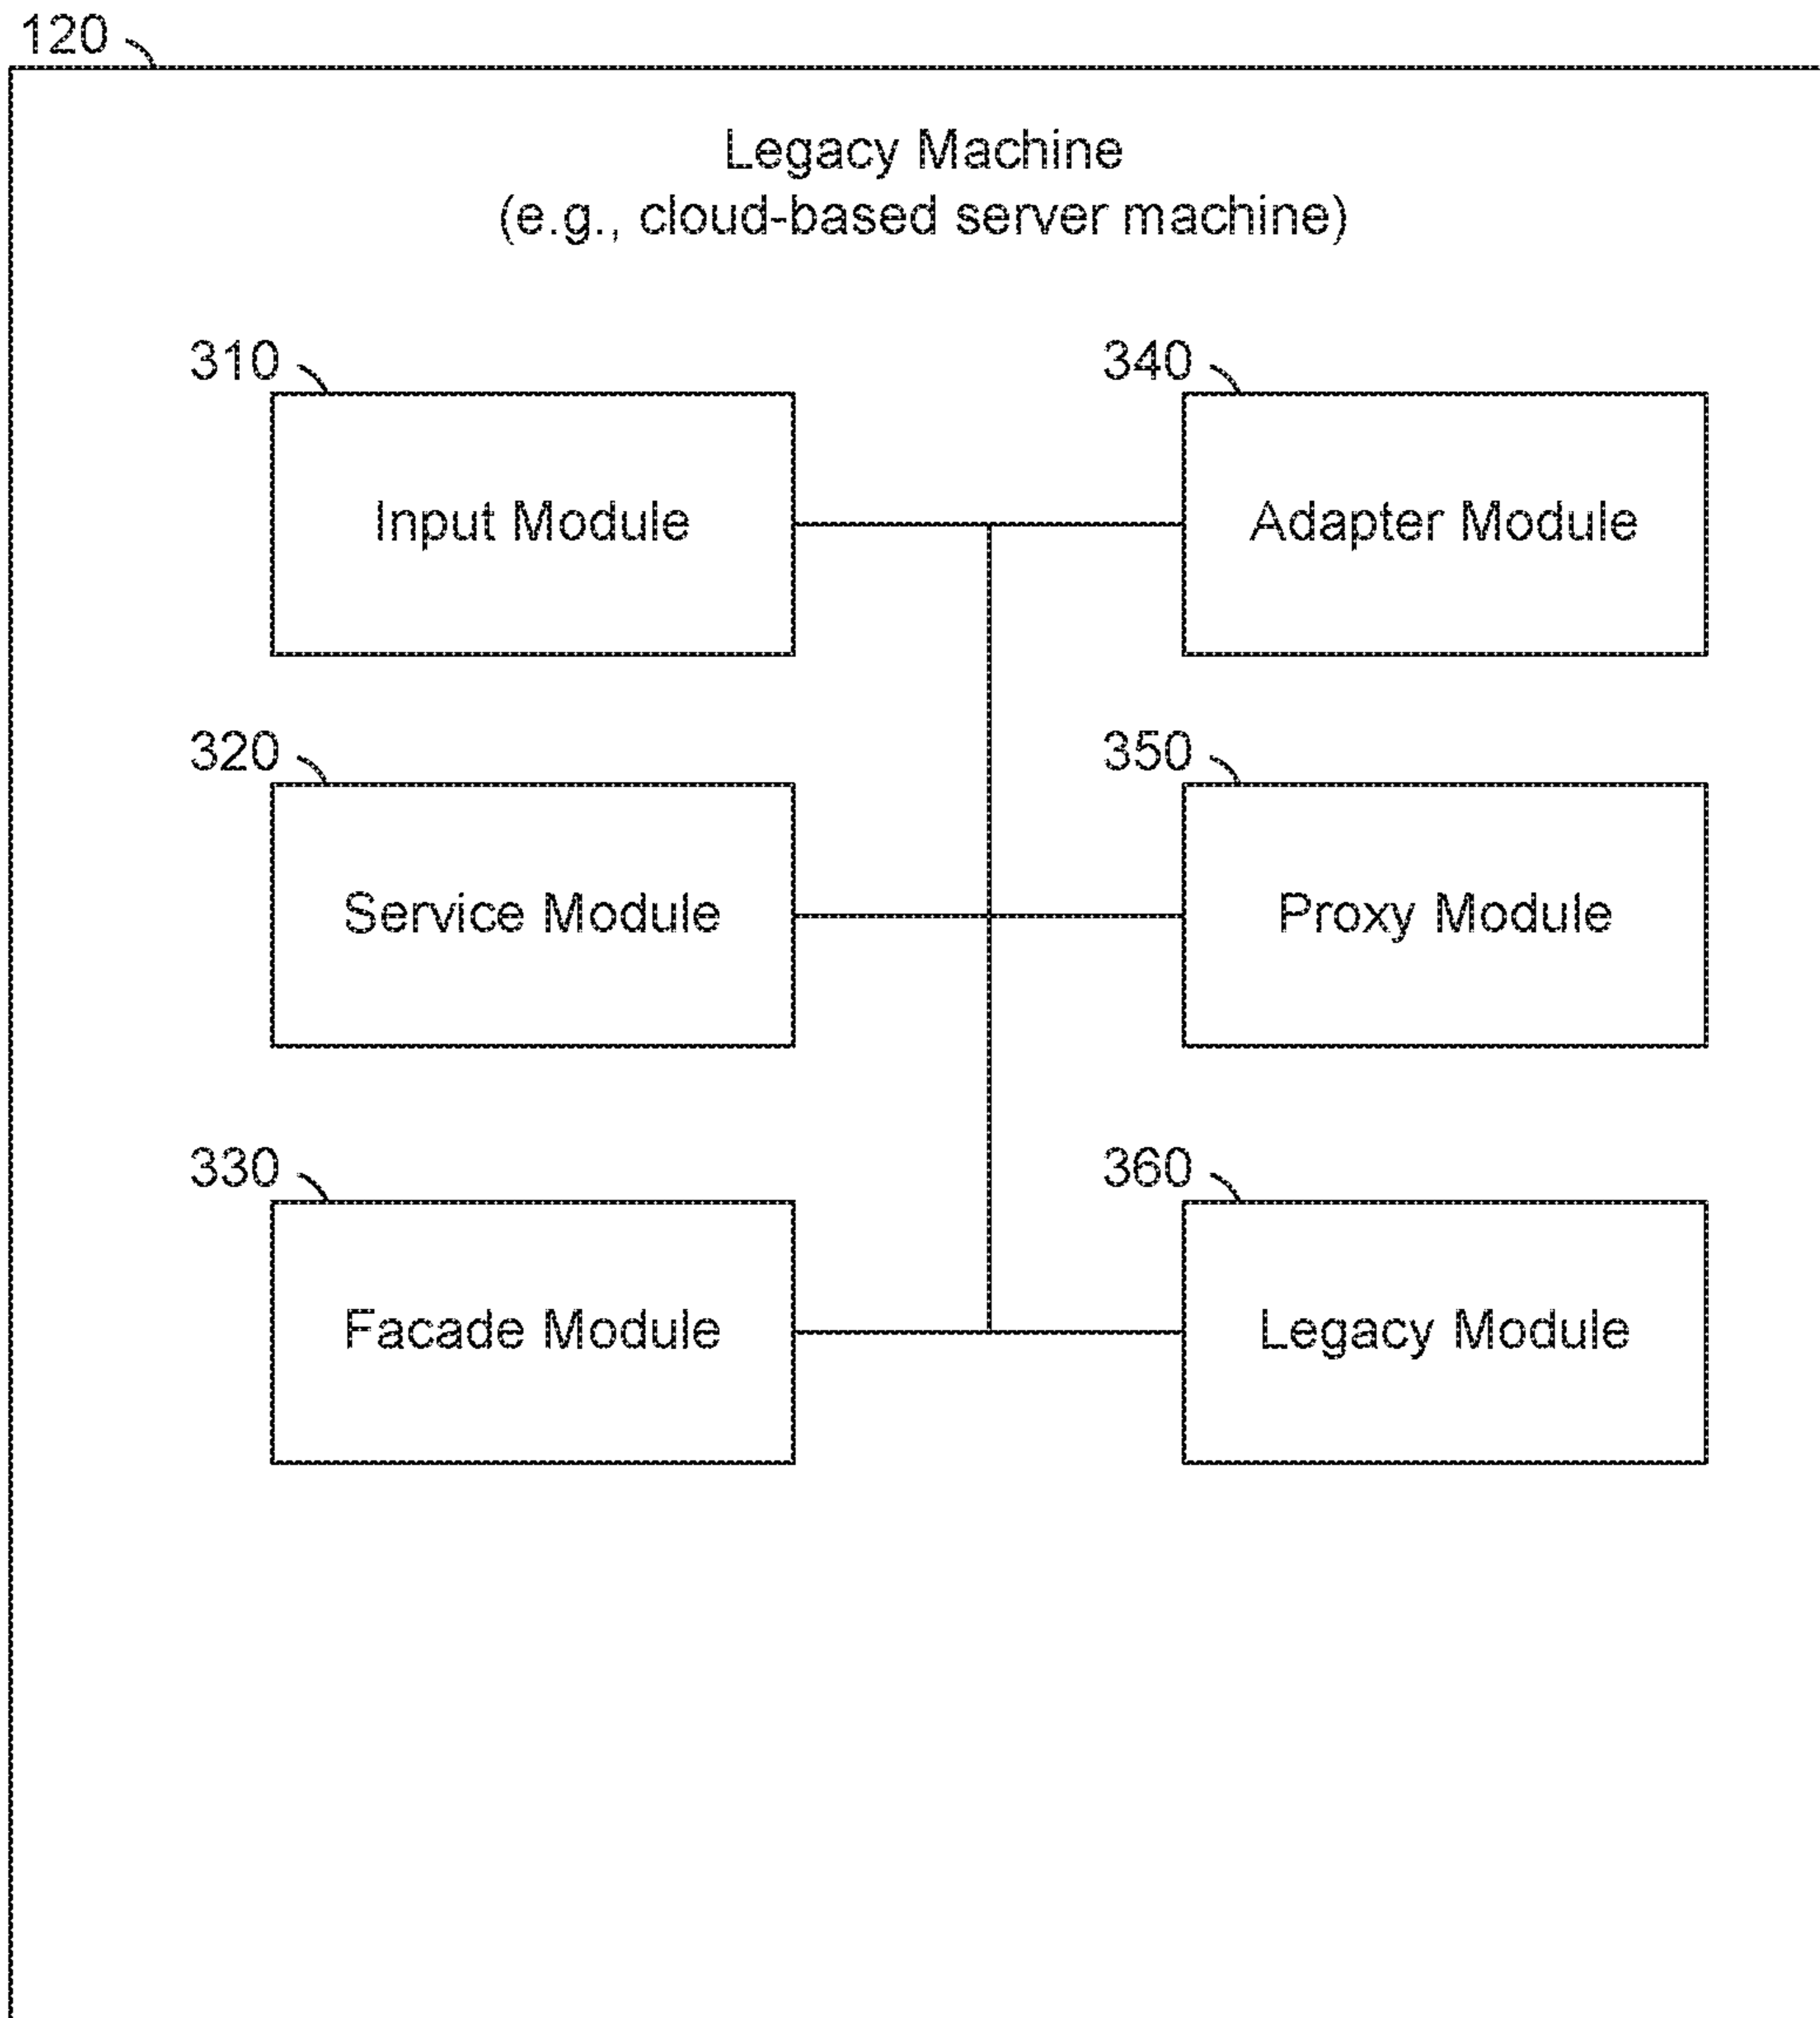 120
Legacy Machine
(e.g., cloud-based server machine)
310
340
Input Module
Adapter Module
320
350
Service Module
Proxy Module
330
360
Facade Module
Legacy Module